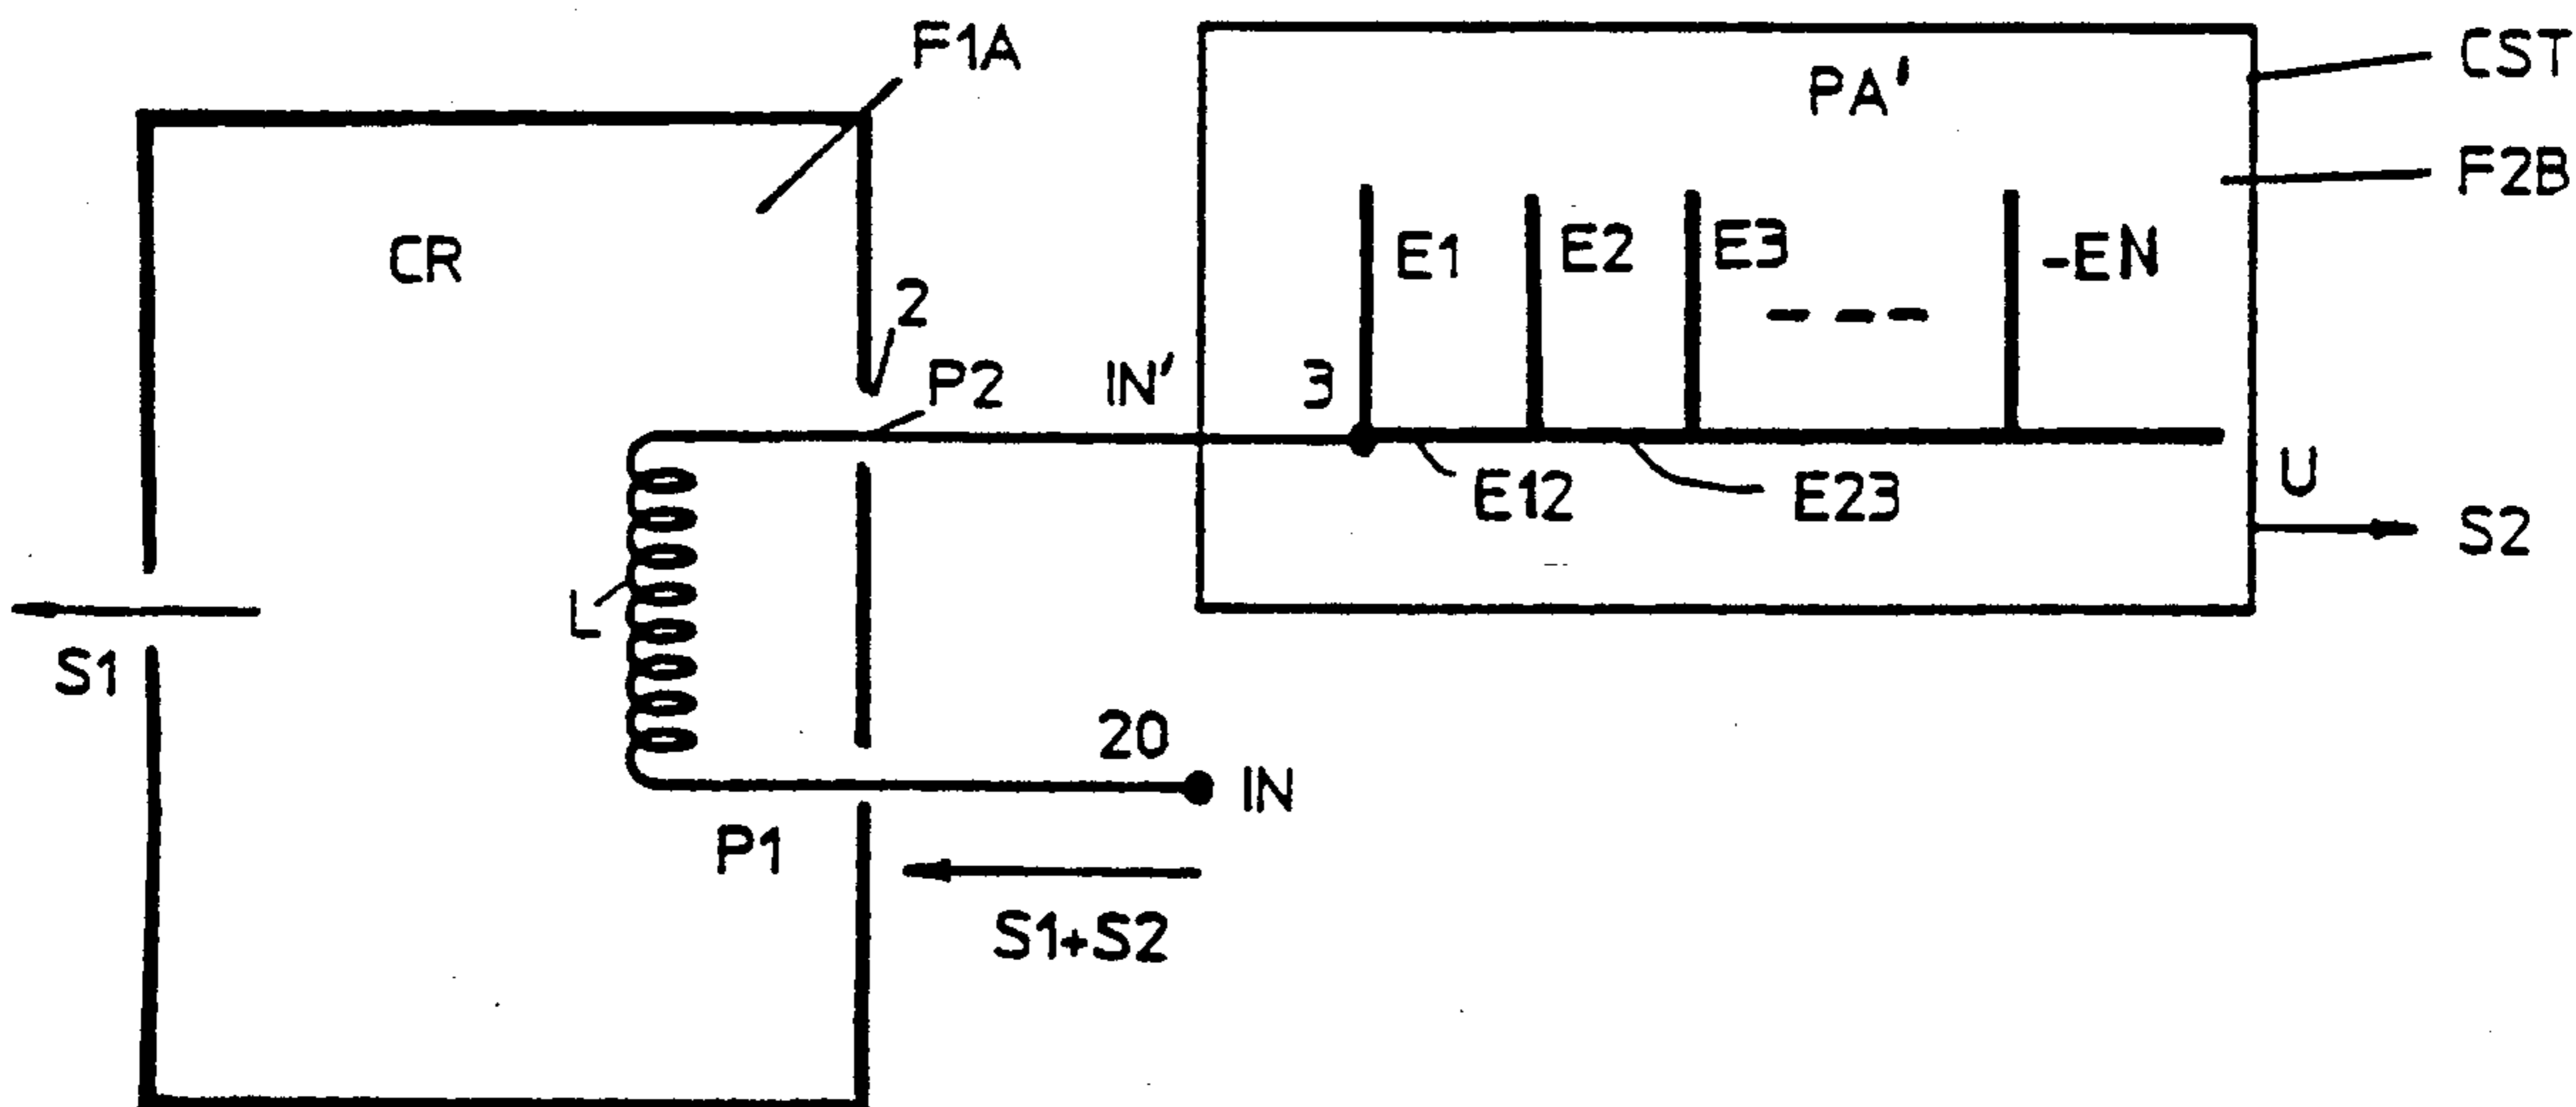 F1A
CST
PA'
F2B
CR
E1
E2
E3
-EN
2
P2
IN'
3
E12
E23
U
S2
L
S1
20
IN
P1
S1+S2